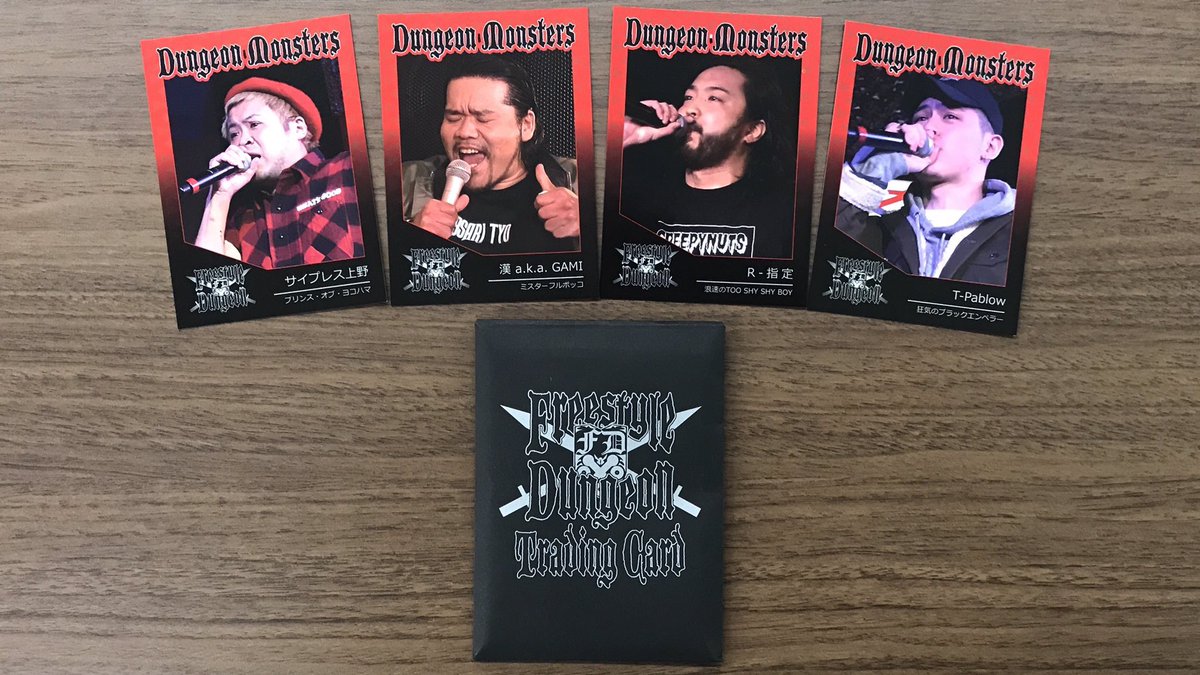 Dungeon Monsters
Freestyle
Dungeon
サイプレス上野
プリンス・オブ・ヨコハマ
Dungeon Monsters
SSAR) TYO
Freestyle
Dungeon
漢 a.k.a. GAMI
ミスターフルボッコ
Dungeon Monsters
CREEPYNUTS
Freestyle
Dungeon
R-指定
浪速のTOO SHY SHY BOY
Dungeon Monsters
Freestyle
Dungeon
T-Pablow
狂気のブラックエンペラー
Freestyle
FD
Dungeon
Trading Card